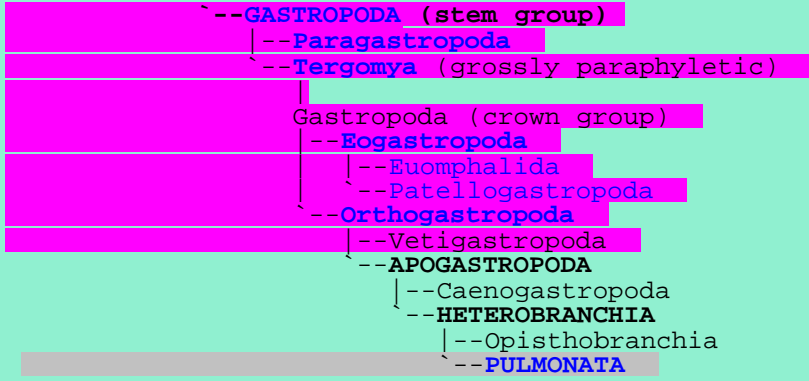 `--GASTROPODA (stem group)
|--Paragastropoda
`--Tergomya (grossly paraphyletic)
|
Gastropoda (crown group)
|--Eogastropoda
| |--Euomphalida
| `--Patellogastropoda
`--Orthogastropoda
|--Vetigastropoda
`--APOGASTROPODA
|--Caenogastropoda
`--HETEROBRANCHIA
|--Opisthobranchia
`--PULMONATA